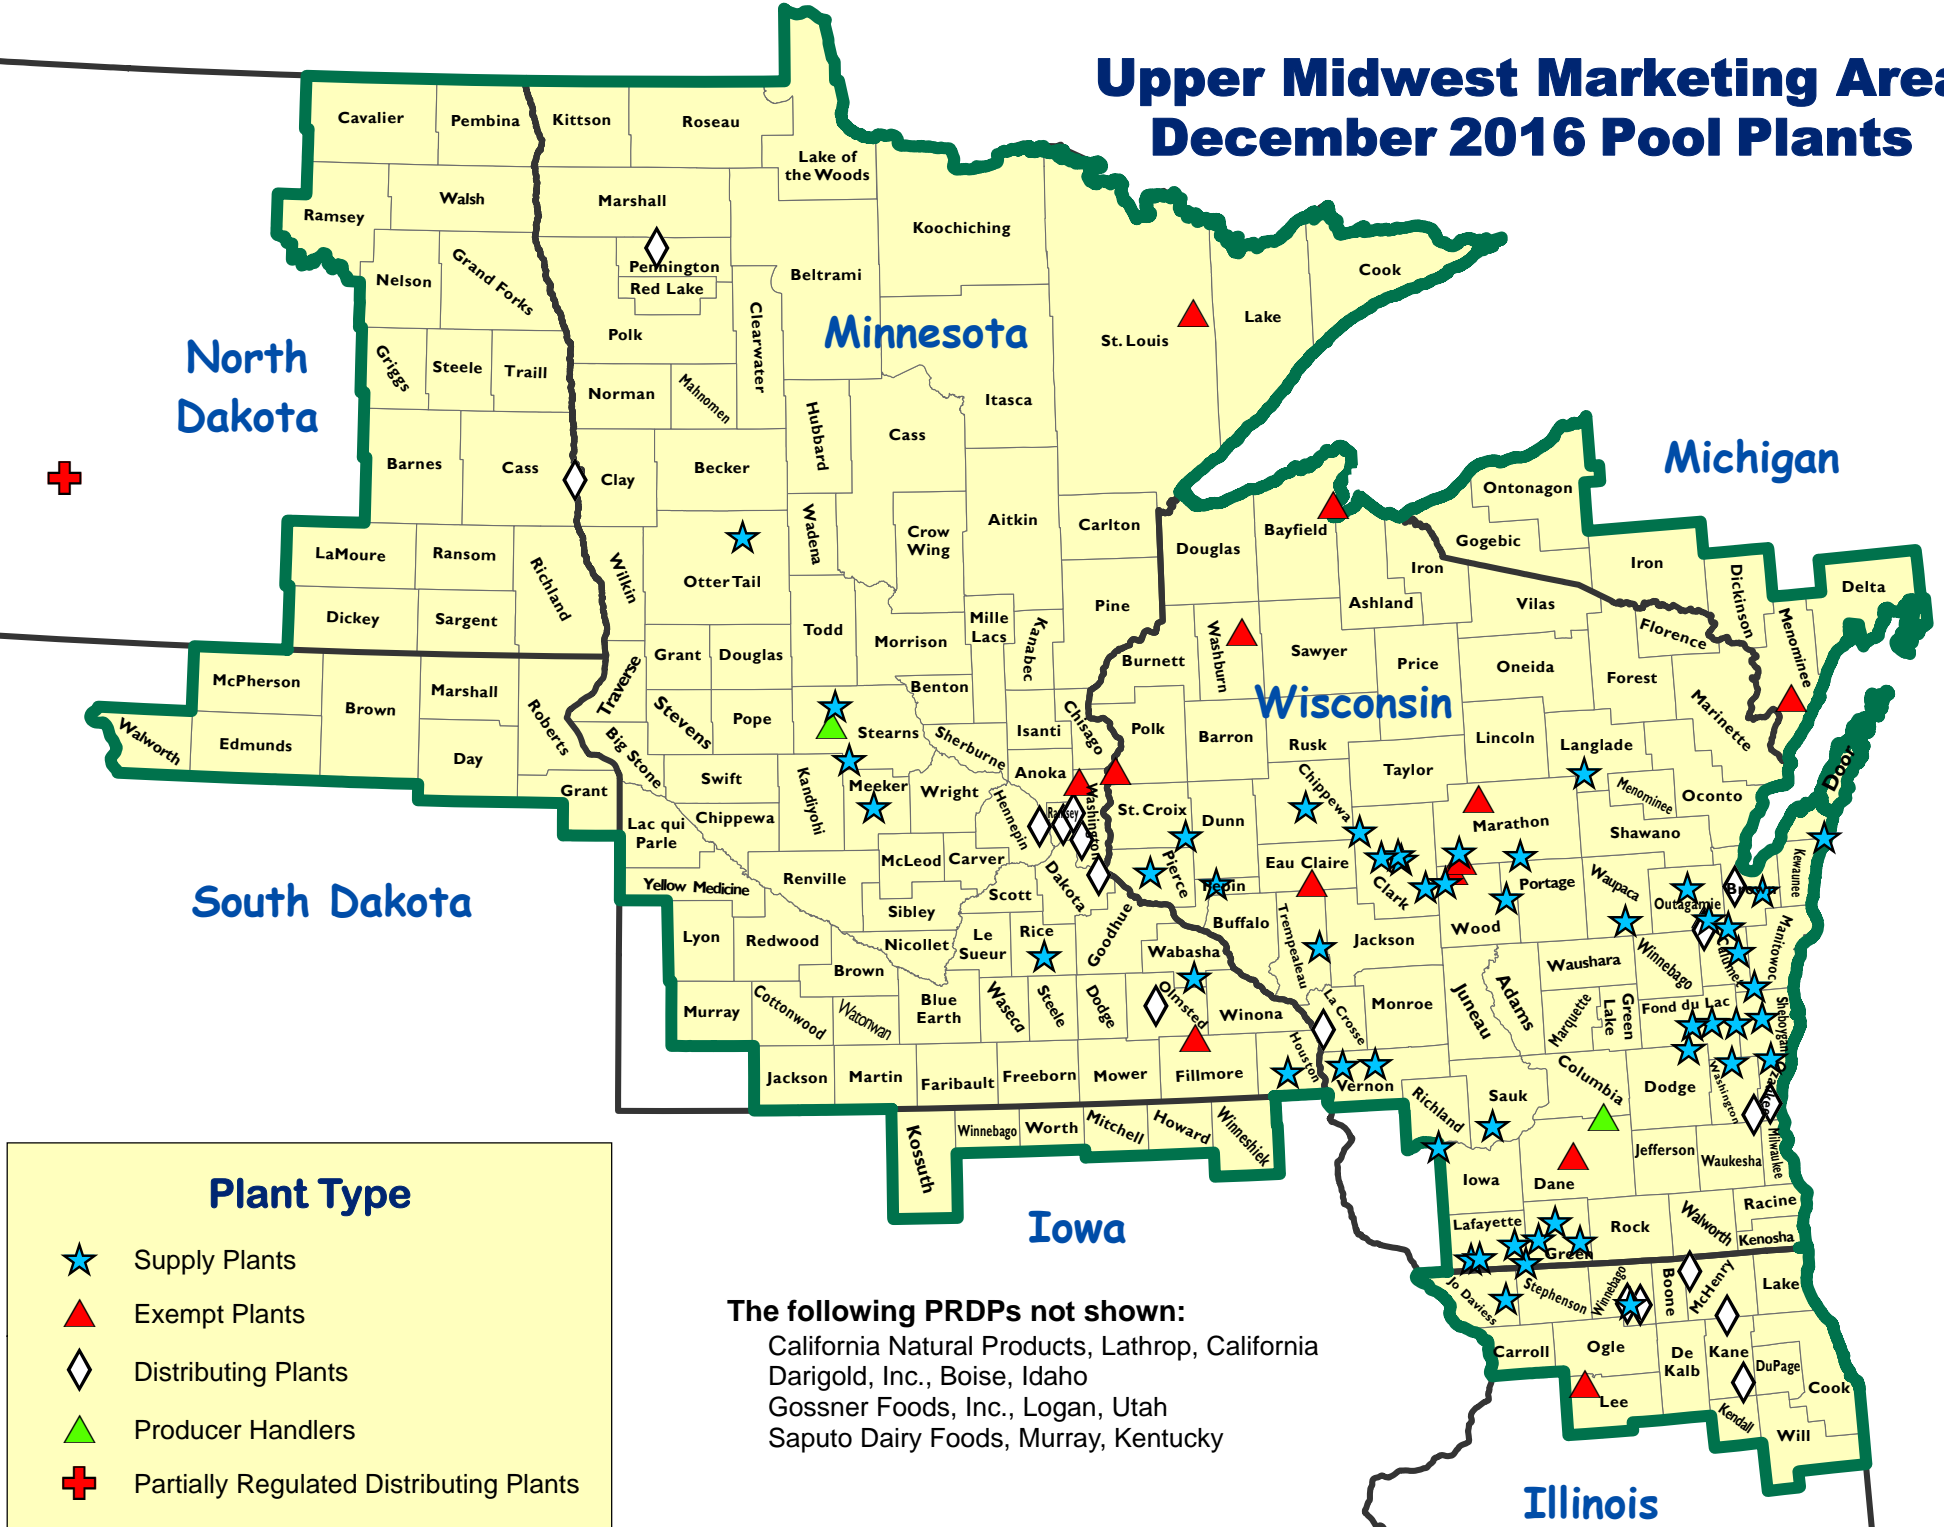 Upper Midwest Marketing Area
December 2016 Pool Plants
Cavalier
Pembina
Kittson
Roseau
Lake of
the Woods
Ramsey
Walsh
Marshall
Koochiching
Nelson
Grand Forks
Pennington
Red Lake
Beltrami
Cook
Polk
Clearwater
Minnesota
St. Louis
Lake
North
Dakota
Griggs
Steele
Traill
Norman
Mahnomen
Hubbard
Itasca
Cass
Michigan
Barnes
Cass
Clay
Becker
Ontonagon
Wadena
Crow
Wing
Aitkin
Carlton
Douglas
Bayfield
Gogebic
Iron
Iron
Dickinson
Delta
LaMoure
Ransom
Richland
Wilkin
Otter Tail
Ashland
Vilas
Menominee
Dickey
Sargent
Todd
Morrison
Mille
Lacs
Kanabec
Pine
Florence
Grant
Douglas
Burnett
Washburn
Sawyer
Price
Oneida
Forest
Marinette
McPherson
Marshall
Brown
Traverse
Benton
Wisconsin
Walworth
Edmunds
Day
Roberts
Stevens
Pope
Stearns
Sherburne
Isanti
Chisago
Polk
Barron
Rusk
Lincoln
Langlade
Door
Grant
Big Stone
Swift
Kandiyohi
Meeker
Wright
Anoka
Washington
St. Croix
Dunn
Chippewa
Taylor
Marathon
Menominee
Oconto
Shawano
Lac qui
Parle
Chippewa
Hennepin
Ramsey
McLeod
Carver
Pierce
Pepin
Eau Claire
Clark
Portage
Waupaca
Outagamie
Brown
Kewaunee
South Dakota
Yellow Medicine
Renville
Scott
Dakota
Sibley
Goodhue
Buffalo
Trempealeau
Jackson
Wood
Lyon
Redwood
Nicollet
Le
Sueur
Rice
Wabasha
Waushara
Winnebago
Calumet
Manitowoc
Brown
Murray
Cottonwood
Watonwan
Blue
Earth
Waseca
Steele
Dodge
Olmsted
Winona
La Crosse
Monroe
Juneau
Adams
Marquette
Green
Lake
Fond du Lac
Sheboygan
Jackson
Martin
Faribault
Freeborn
Mower
Fillmore
Houston
Vernon
Columbia
Dodge
Washington
Ozaukee
Richland
Sauk
Kossuth
Winnebago
Worth
Mitchell
Howard
Winneshiek
Jefferson
Waukesha
Milwaukee
Iowa
Dane
Iowa
Lafayette
Green
Rock
Walworth
Racine
Kenosha
Jo Daviess
Stephenson
Winnebago
Boone
McHenry
Lake
Carroll
Ogle
De
Kalb
Kane
DuPage
Cook
Lee
Kendall
Will
Illinois
Plant Type
Supply Plants
Exempt Plants
Distributing Plants
Producer Handlers
Partially Regulated Distributing Plants
The following PRDPs not shown:
California Natural Products, Lathrop, California
Darigold, Inc., Boise, Idaho
Gossner Foods, Inc., Logan, Utah
Saputo Dairy Foods, Murray, Kentucky